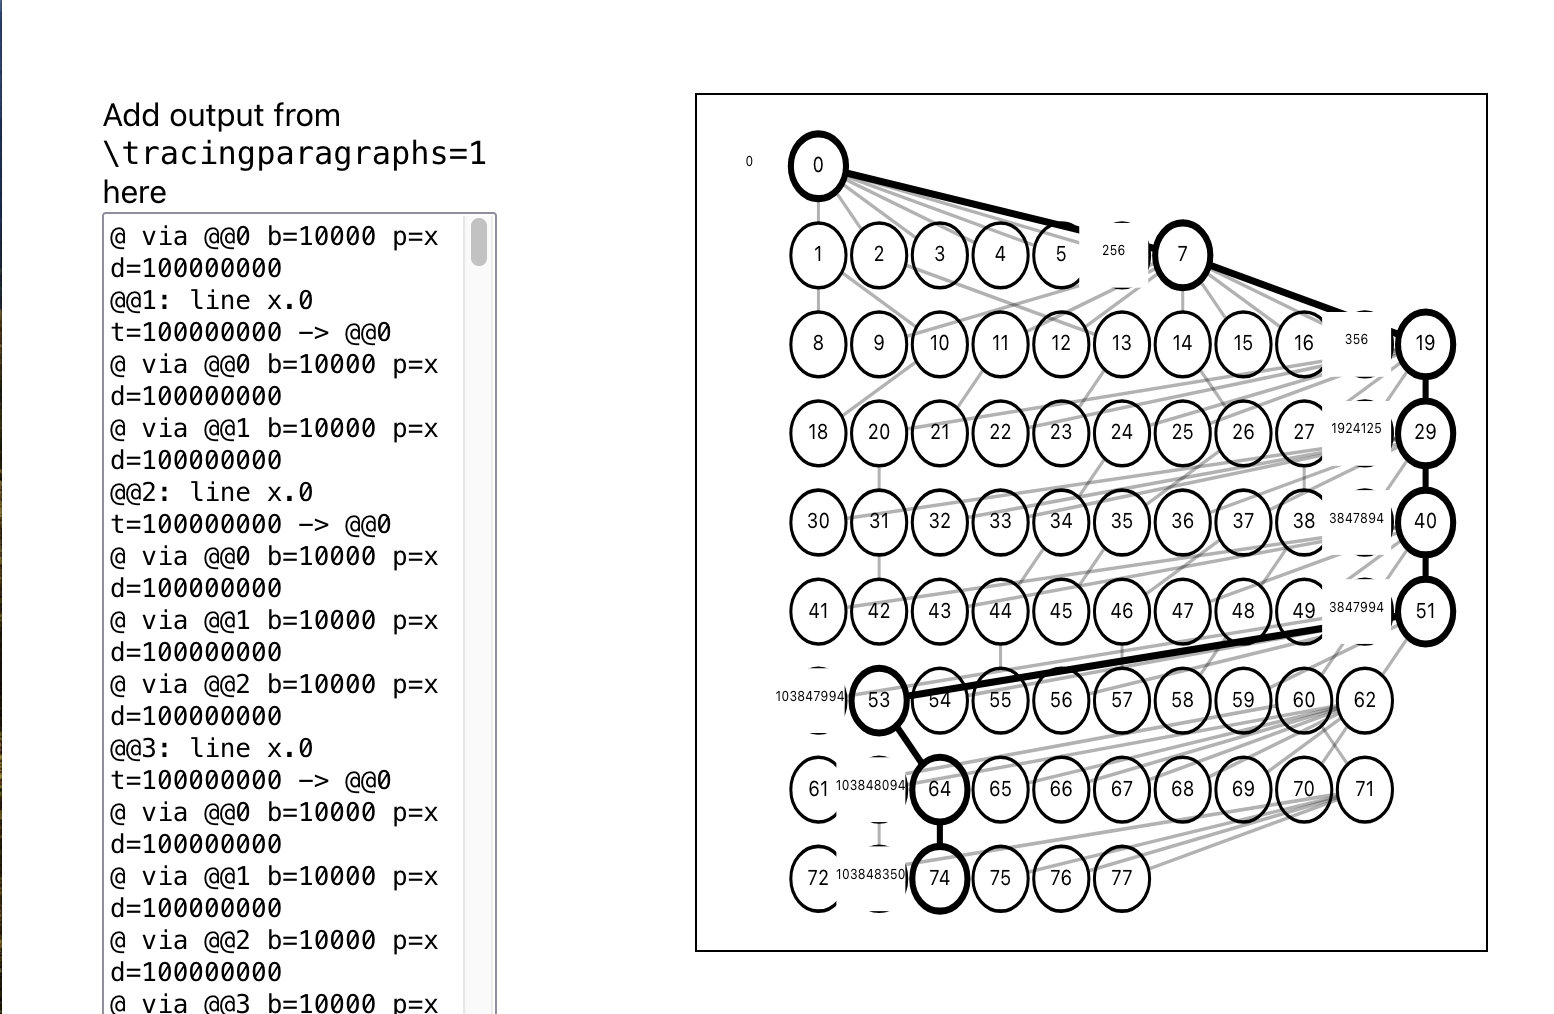 Add output from
\tracingparagraphs=1
here
@ via @@0 b=10000 p=x
d=100000000
@@1: line x.0
t=100000000 -> @@0
@ via @@0 b=10000 p=x
d=100000000
@ via @@1 b=10000 p=x
d=100000000
@@2: line x.0
t=100000000 -> @@0
@ via @@0 b=10000 p=x
d=100000000
@ via @@1 b=10000 p=x
d=100000000
@ via @@2 b=10000 p=x
d=100000000
@@3: line x.0
t=100000000 -> @@0
@ via @@0 b=10000 p=x
d=100000000
@ via @@1 b=10000 p=x
d=100000000
@ via @@2 b=10000 p=x
d=100000000
@ via @@3 b=10000 p=x
0 0
1 2 3 4 5 256 7
8 9 10 11 12 13 14 15 16 356 19
18 20 21 22 23 24 25 26 27 1924125 29
30 31 32 33 34 35 36 37 38 3847894 40
41 42 43 44 45 46 47 48 49 3847994 51
103847994 53 54 55 56 57 58 59 60 62
61 103848094 64 65 66 67 68 69 70 71
72 103848350 74 75 76 77